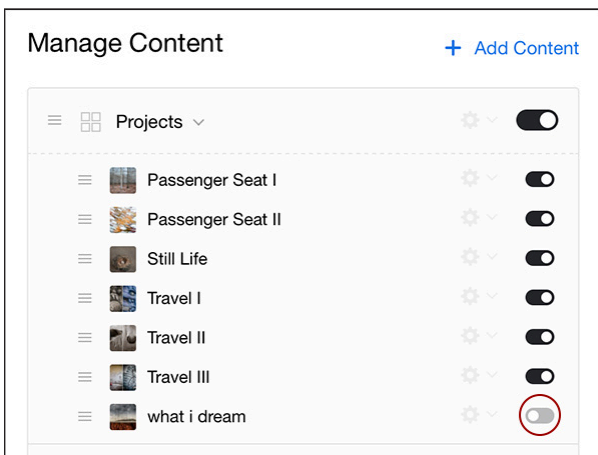 Manage Content
+ Add Content
Projects
Passenger Seat I
Passenger Seat II
Still Life
Travel I
Travel II
Travel III
what i dream